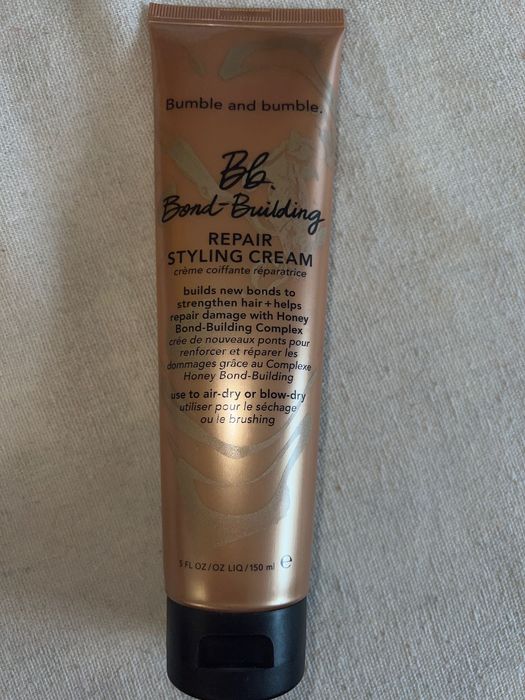 Bumble and bumble.
Bb.
Bond-Building
REPAIR
STYLING CREAM
crème coiffante réparatrice
builds new bonds to
strengthen hair + helps
repair damage with Honey
Bond-Building Complex
crée de nouveaux ponts pour
renforcer et réparer les
dommages grâce au Complexe
Honey Bond-Building
use to air-dry or blow-dry
utiliser pour le séchage
ou le brushing
5 FL OZ/OZ LIQ/150 ml ℮